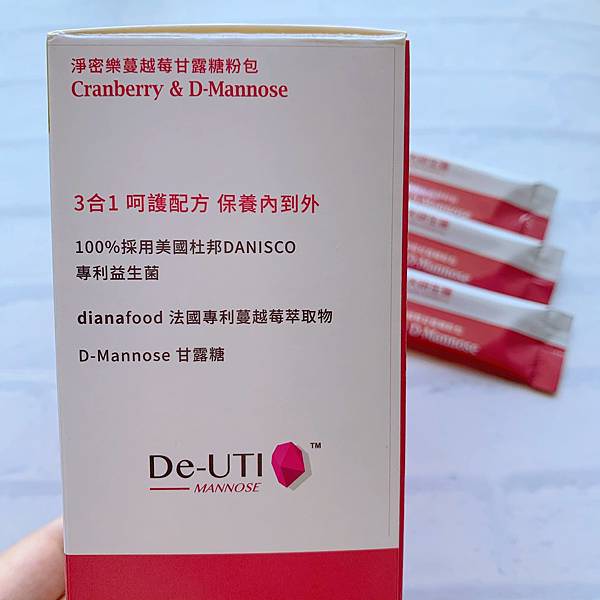 淨密樂蔓越莓甘露糖粉包
Cranberry & D-Mannose
3合1 呵護配方 保養內到外
100%採用美國杜邦DANISCO
專利益生菌
dianafood 法國專利蔓越莓萃取物
D-Mannose 甘露糖
De-UTI™
MANNOSE
D-Mannose
D-Mannose